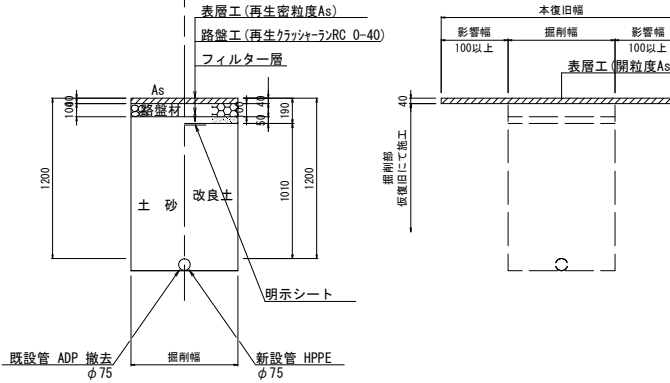 表層工(再生密粒度As)
路盤工(再生クラッシャーランRC 0-40)
フィルター層
As
路盤材
40
100
1200
土 砂
改良土
40
190
50
1010
1200
明示シート
既設管 ADP 撤去
φ75
掘削幅
新設管 HPPE
φ75
本復旧幅
影響幅
100以上
掘削幅
影響幅
100以上
表層工(開粒度As
40
掘削部
仮復旧にて施工